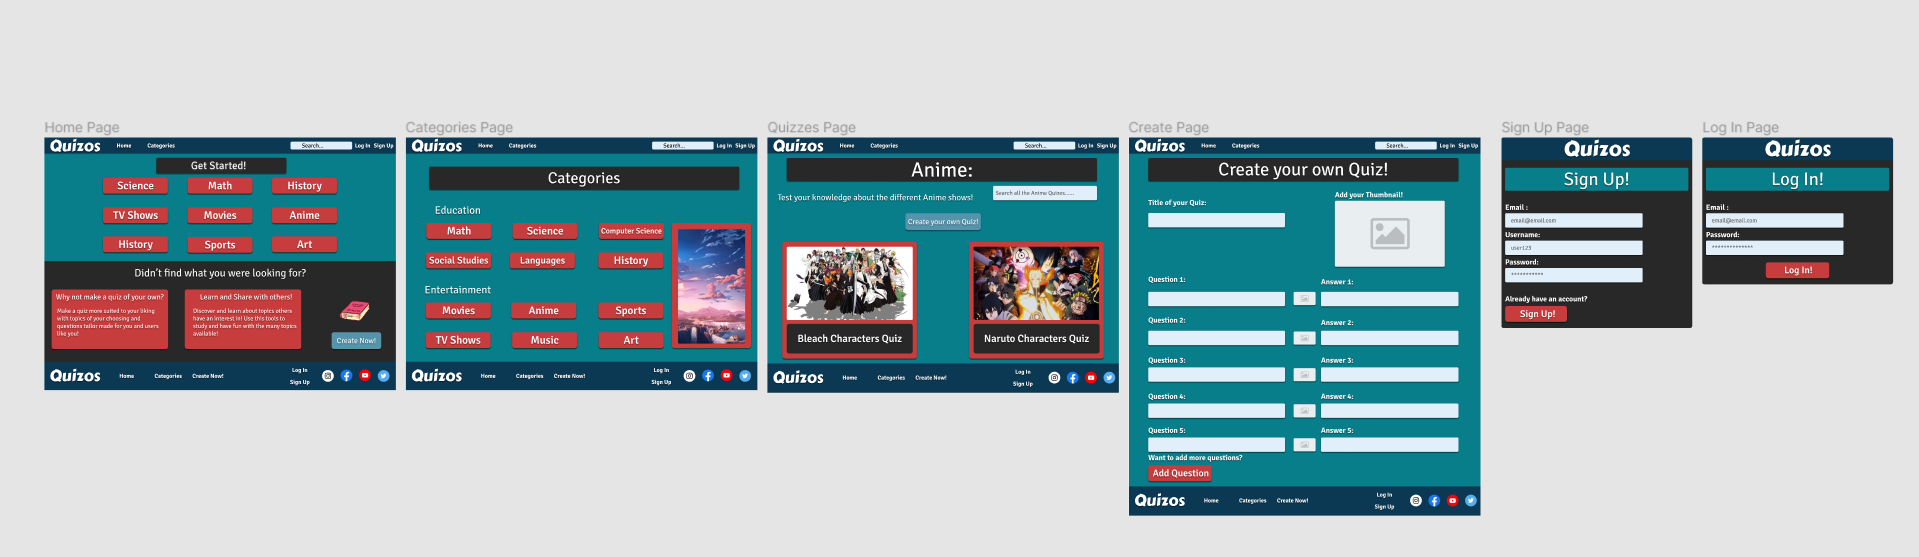 Home Page
Quizos Home Categories Search... Log In Sign Up
Get Started!
Science Math History
TV Shows Movies Anime
History Sports Art
Didn't find what you were looking for?
Why not make a quiz of your own?
Make a quiz more suited to your liking
with topics of your choosing and
questions tailor made for you and users
like you!
Learn and Share with others!
Discover and learn about topics others
have an interest in! Use this tools to
study and have fun with the many topics
available!
Create Now!
Quizos Home Categories Create Now! Log In
Sign Up
Categories Page
Quizos Home Categories Search... Log In Sign Up
Categories
Education
Math Science Computer Science
Social Studies Languages History
Entertainment
Movies Anime Sports
TV Shows Music Art
Quizos Home Categories Create Now! Log In
Sign Up
Quizzes Page
Quizos Home Categories Search... Log In Sign Up
Anime:
Test your knowledge about the different Anime shows!
Search all the Anime Quizes......
Create your own Quiz!
Bleach Characters Quiz Naruto Characters Quiz
Quizos Home Categories Create Now! Log In
Sign Up
Create Page
Quizos Home Categories Search... Log In Sign Up
Create your own Quiz!
Title of your Quiz:
Add your Thumbnail!
Question 1: Answer 1:
Question 2: Answer 2:
Question 3: Answer 3:
Question 4: Answer 4:
Question 5: Answer 5:
Want to add more questions?
Add Question
Quizos Home Categories Create Now! Log In
Sign Up
Sign Up Page
Quizos
Sign Up!
Email :
email@email.com
Username:
user123
Password:
***********
Already have an account?
Sign Up!
Log In Page
Quizos
Log In!
Email :
email@email.com
Password:
**************
Log In!